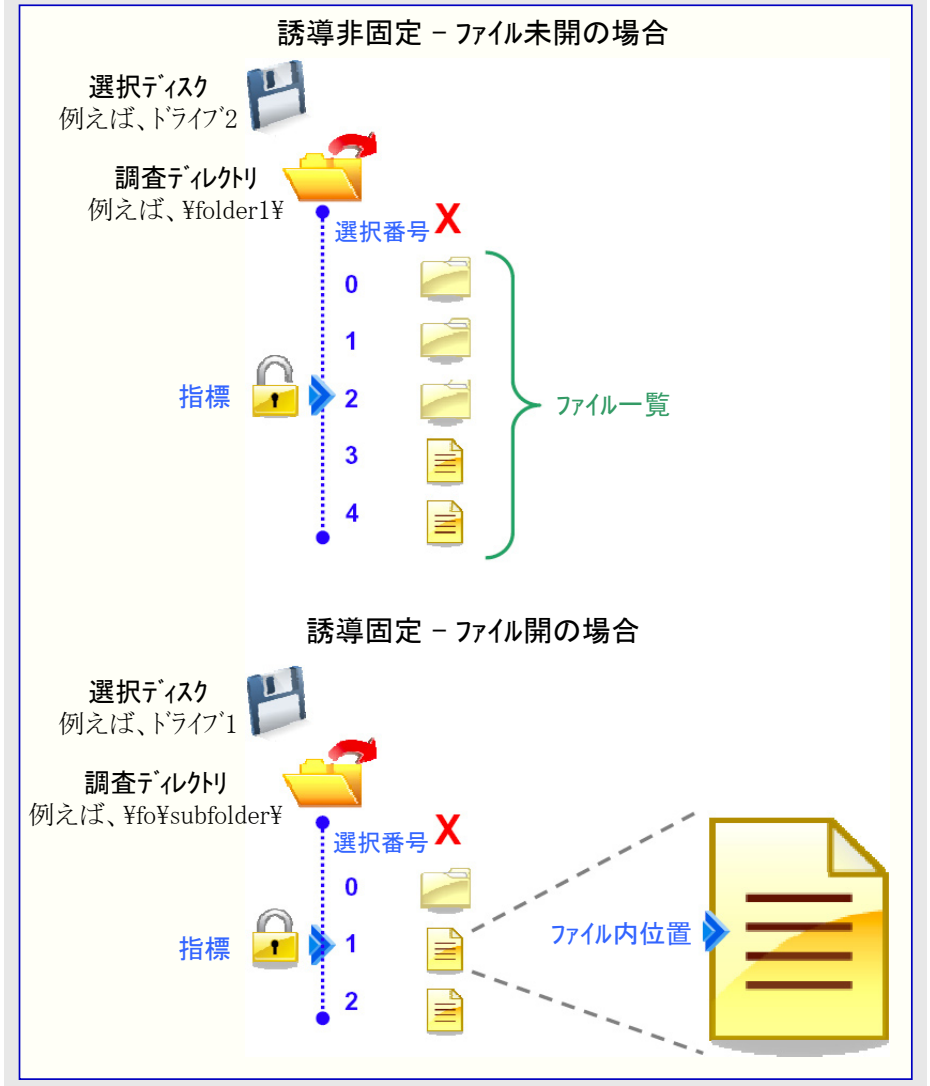 誘導非固定 − ﾌｧｲﾙ未開の場合
選択ﾃﾞｨｽｸ
例えば､ﾄﾞﾗｲﾌﾞ2
調査ﾃﾞｨﾚｸﾄﾘ
例えば､¥folder1¥
選択番号 X
0
1
指標 2
ﾌｧｲﾙ一覧
3
4
誘導固定 − ﾌｧｲﾙ開の場合
選択ﾃﾞｨｽｸ
例えば､ﾄﾞﾗｲﾌﾞ1
調査ﾃﾞｨﾚｸﾄﾘ
例えば､¥fo¥subfolder¥
選択番号 X
0
指標 1
ﾌｧｲﾙ内位置
2